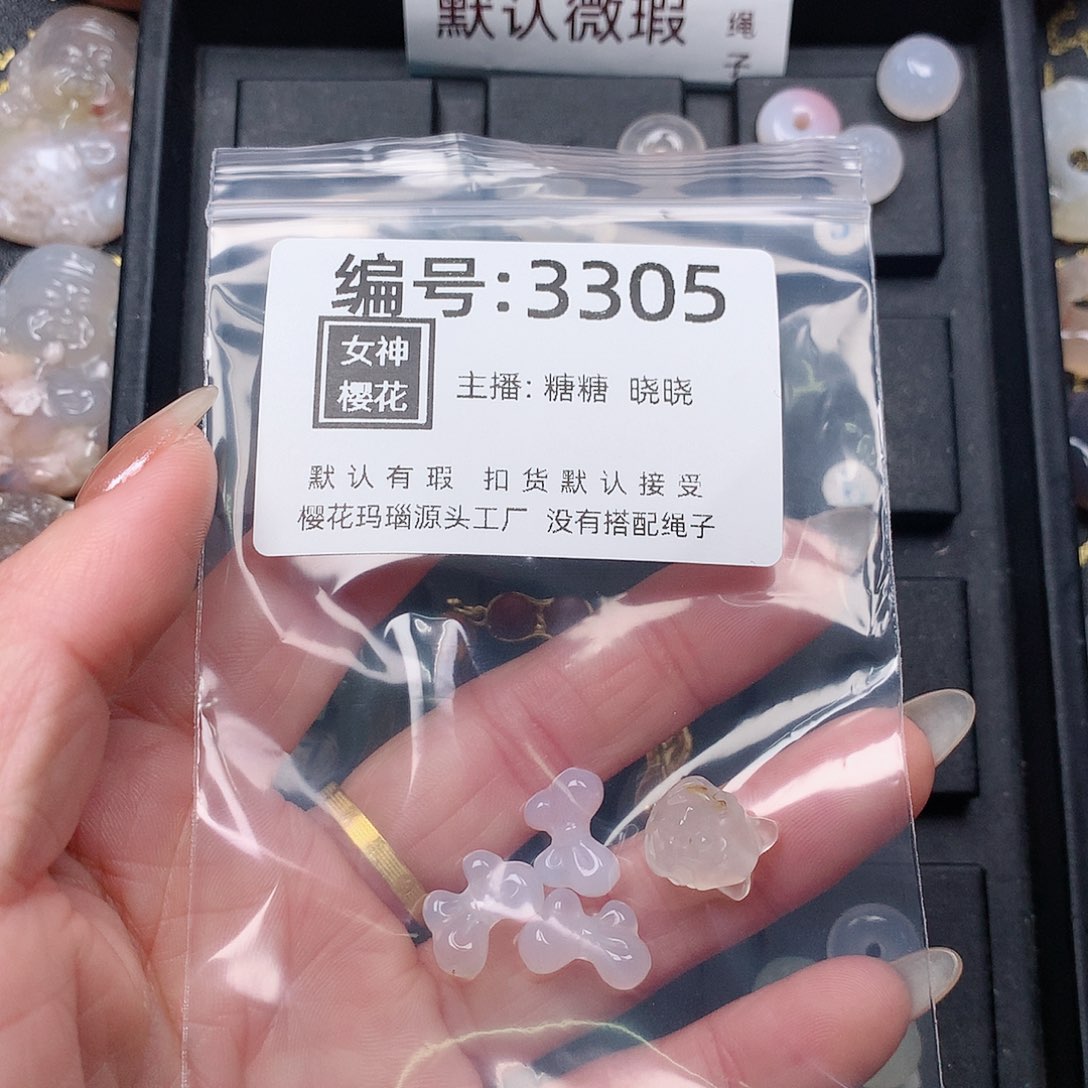 默认微瑕
绳
子
编号:3305
女神
樱花
主播: 糖糖 晓晓
默认有瑕 扣货默认接受
樱花玛瑙源头工厂 没有搭配绳子